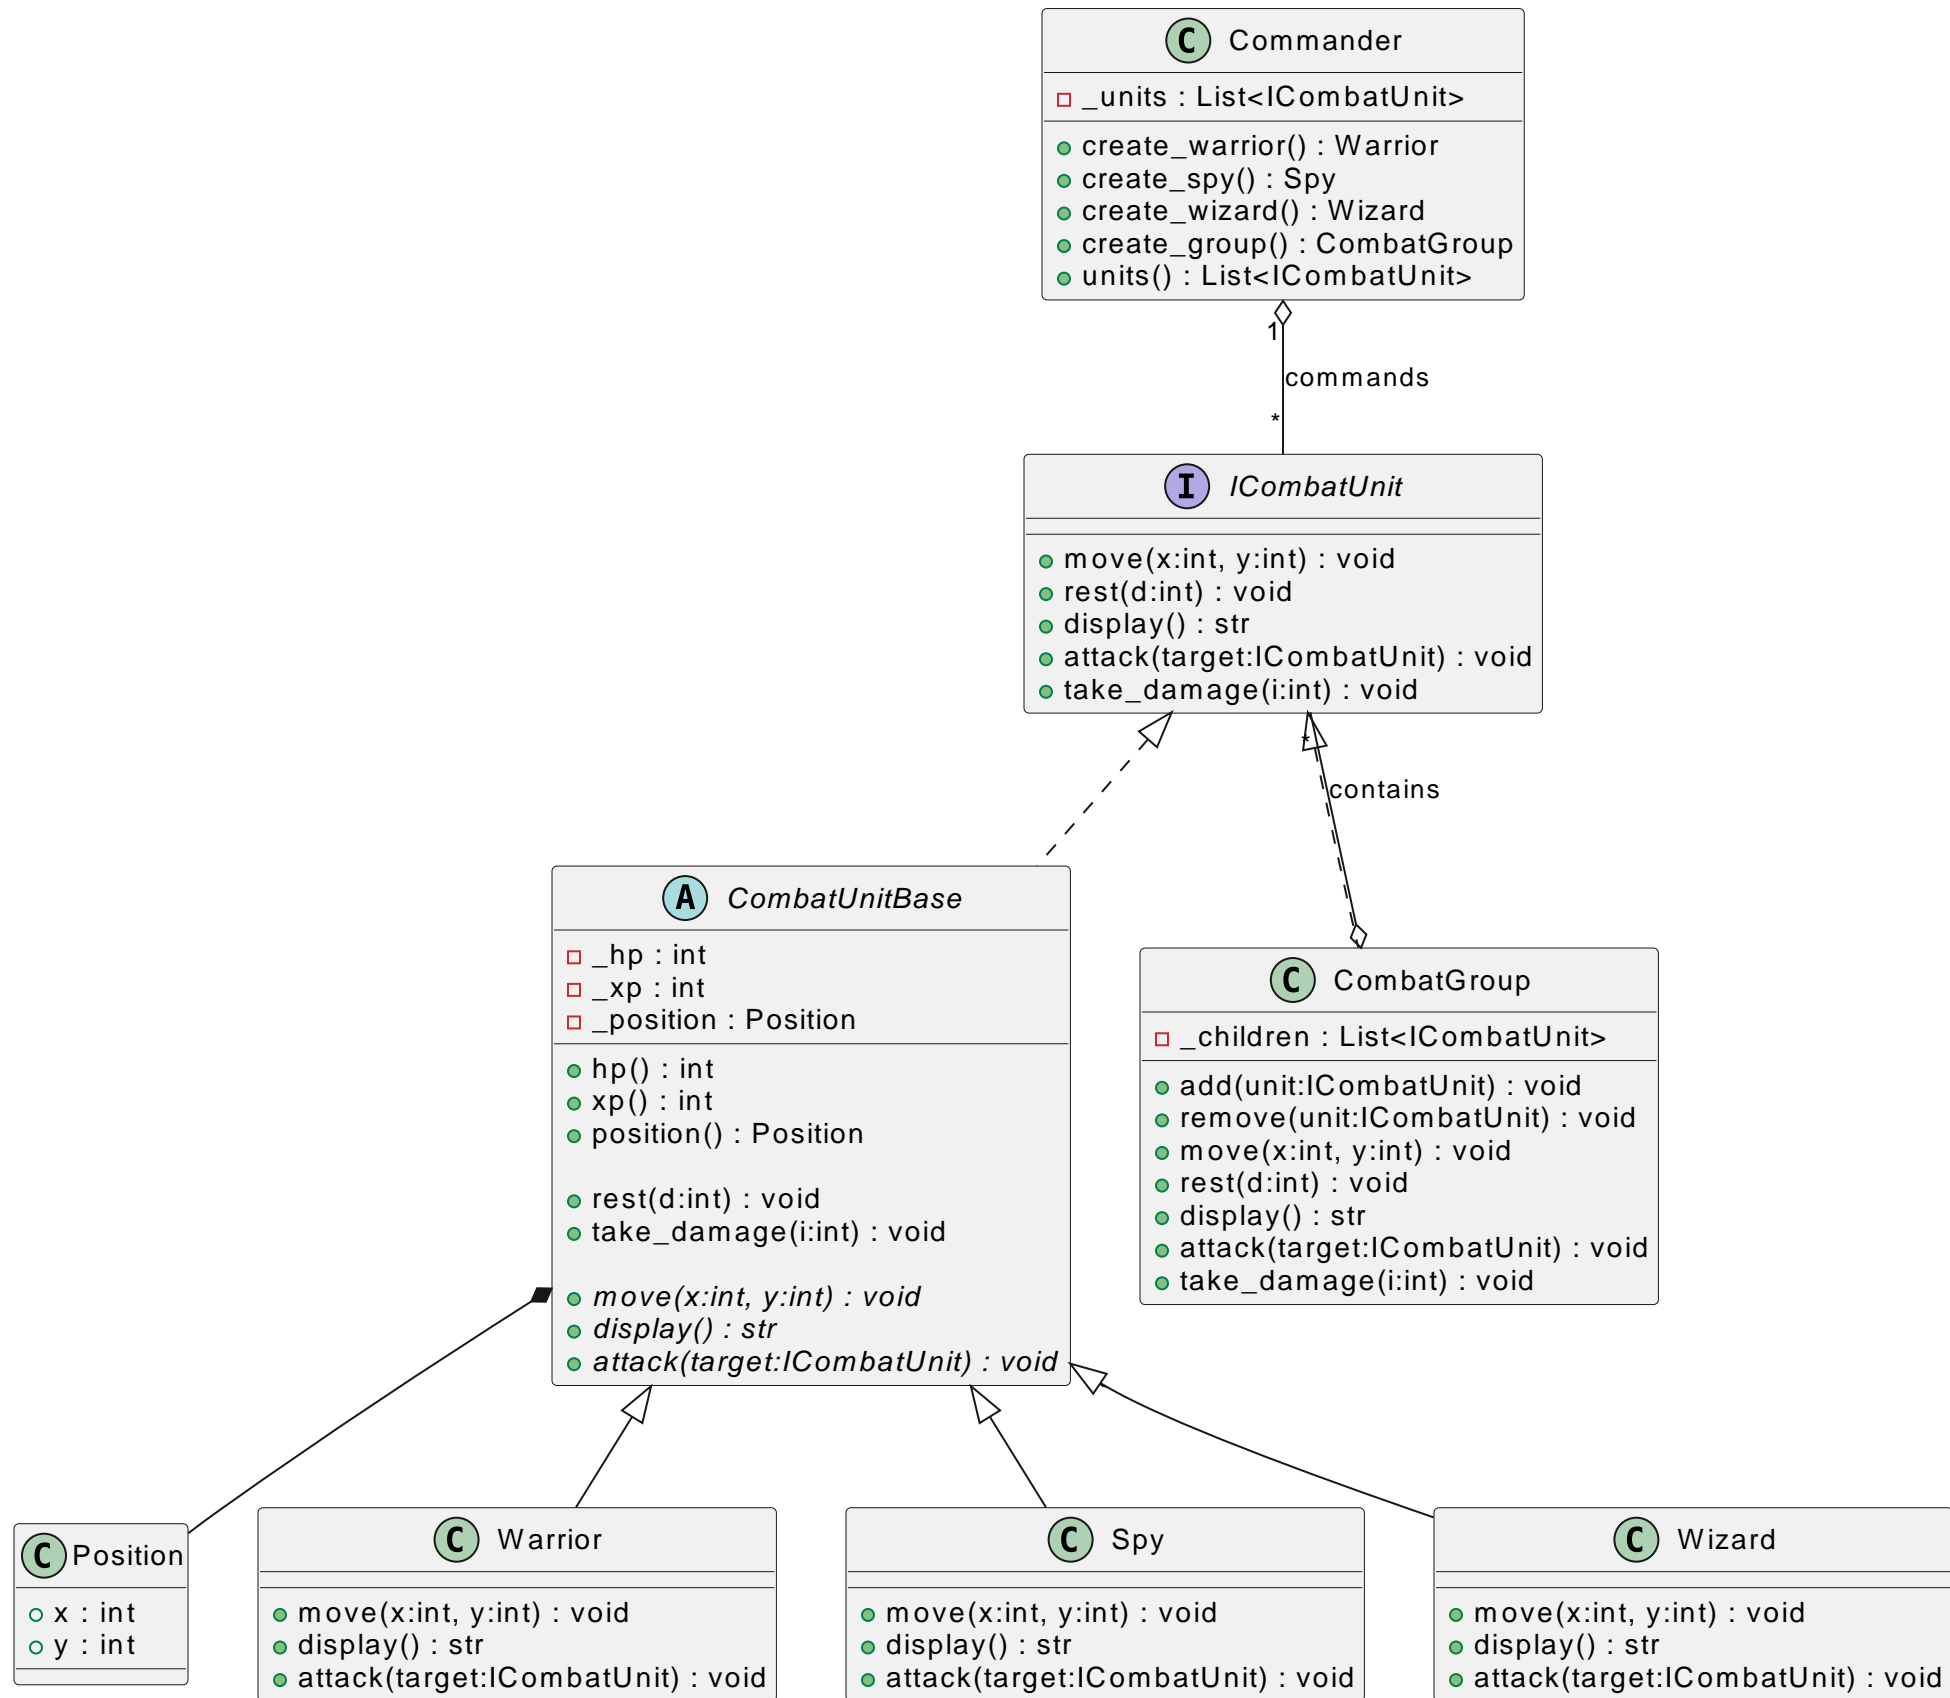 C Commander
_units : List<ICombatUnit>
create_warrior() : Warrior
create_spy() : Spy
create_wizard() : Wizard
create_group() : CombatGroup
units() : List<ICombatUnit>
1
commands
*
I ICombatUnit
move(x:int, y:int) : void
rest(d:int) : void
display() : str
attack(target:ICombatUnit) : void
take_damage(i:int) : void
*
contains
A CombatUnitBase
_hp : int
_xp : int
_position : Position
hp() : int
xp() : int
position() : Position
rest(d:int) : void
take_damage(i:int) : void
move(x:int, y:int) : void
display() : str
attack(target:ICombatUnit) : void
C CombatGroup
_children : List<ICombatUnit>
add(unit:ICombatUnit) : void
remove(unit:ICombatUnit) : void
move(x:int, y:int) : void
rest(d:int) : void
display() : str
attack(target:ICombatUnit) : void
take_damage(i:int) : void
C Position
x : int
y : int
C Warrior
move(x:int, y:int) : void
display() : str
attack(target:ICombatUnit) : void
C Spy
move(x:int, y:int) : void
display() : str
attack(target:ICombatUnit) : void
C Wizard
move(x:int, y:int) : void
display() : str
attack(target:ICombatUnit) : void